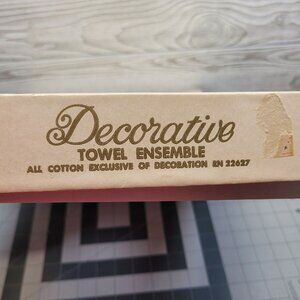 Decorative
TOWEL ENSEMBLE
ALL COTTON EXCLUSIVE OF DECORATION RN 22627